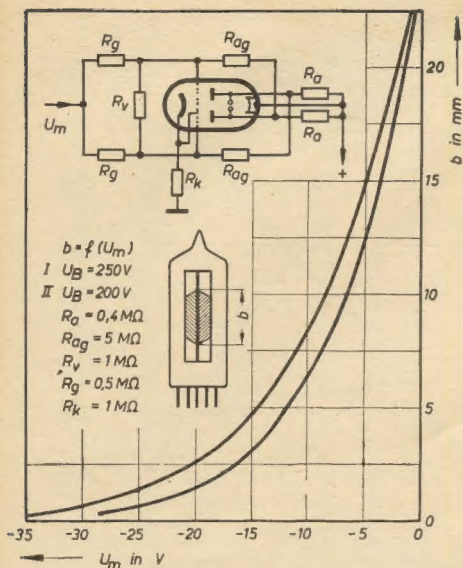 Rg
Rag
Um
Rv
Ra
Ra
Rg
Rag
Rk
+
b in mm
20
15
10
5
0
b = f (Um)
I UB = 250V
II UB = 200V
Ra = 0,4 MΩ
Rag = 5 MΩ
Rv = 1 MΩ
Rg = 0,5 MΩ
Rk = 1 MΩ
b
-35
-30
-25
-20
-15
-10
-5
0
Um in V